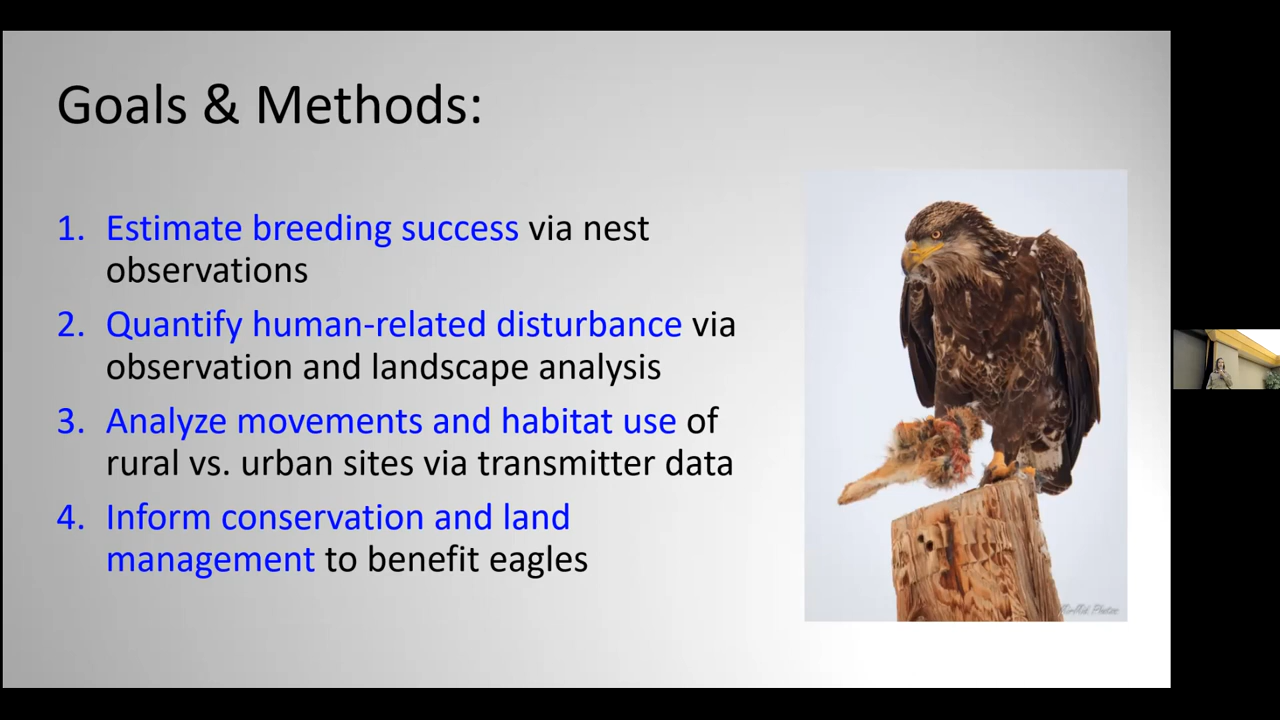 Goals & Methods:
1. Estimate breeding success via nest
observations
2. Quantify human-related disturbance via
observation and landscape analysis
3. Analyze movements and habitat use of
rural vs. urban sites via transmitter data
4. Inform conservation and land
management to benefit eagles
Photos